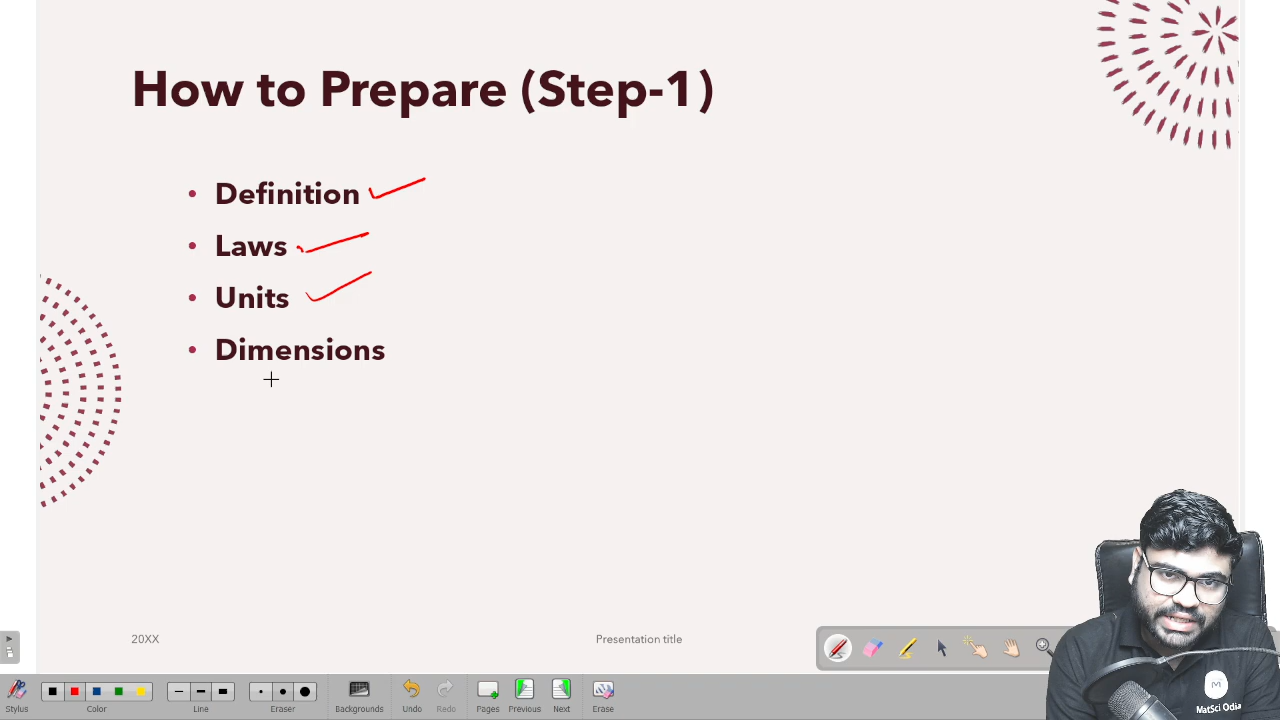 How to Prepare (Step-1)
• Definition
• Laws
• Units
• Dimensions
20XX
Presentation title
MatSci Odia
Stylus
Color
Line
Eraser
Backgrounds
Undo
Redo
Pages
Previous
Next
Erase